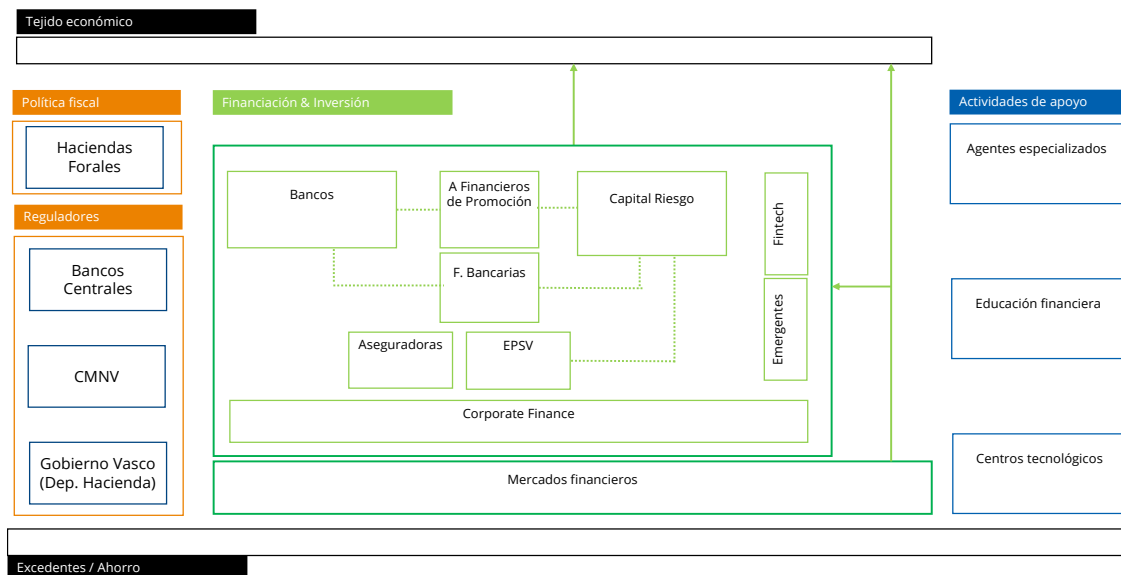 Tejido económico
Política fiscal
Haciendas
Forales
Reguladores
Bancos
Centrales
CMNV
Gobierno Vasco
(Dep. Hacienda)
Financiación & Inversión
Bancos
A Financieros
de Promoción
Capital Riesgo
Fintech
F. Bancarias
Emergentes
Aseguradoras
EPSV
Corporate Finance
Mercados financieros
Actividades de apoyo
Agentes especializados
Educación financiera
Centros tecnológicos
Excedentes / Ahorro